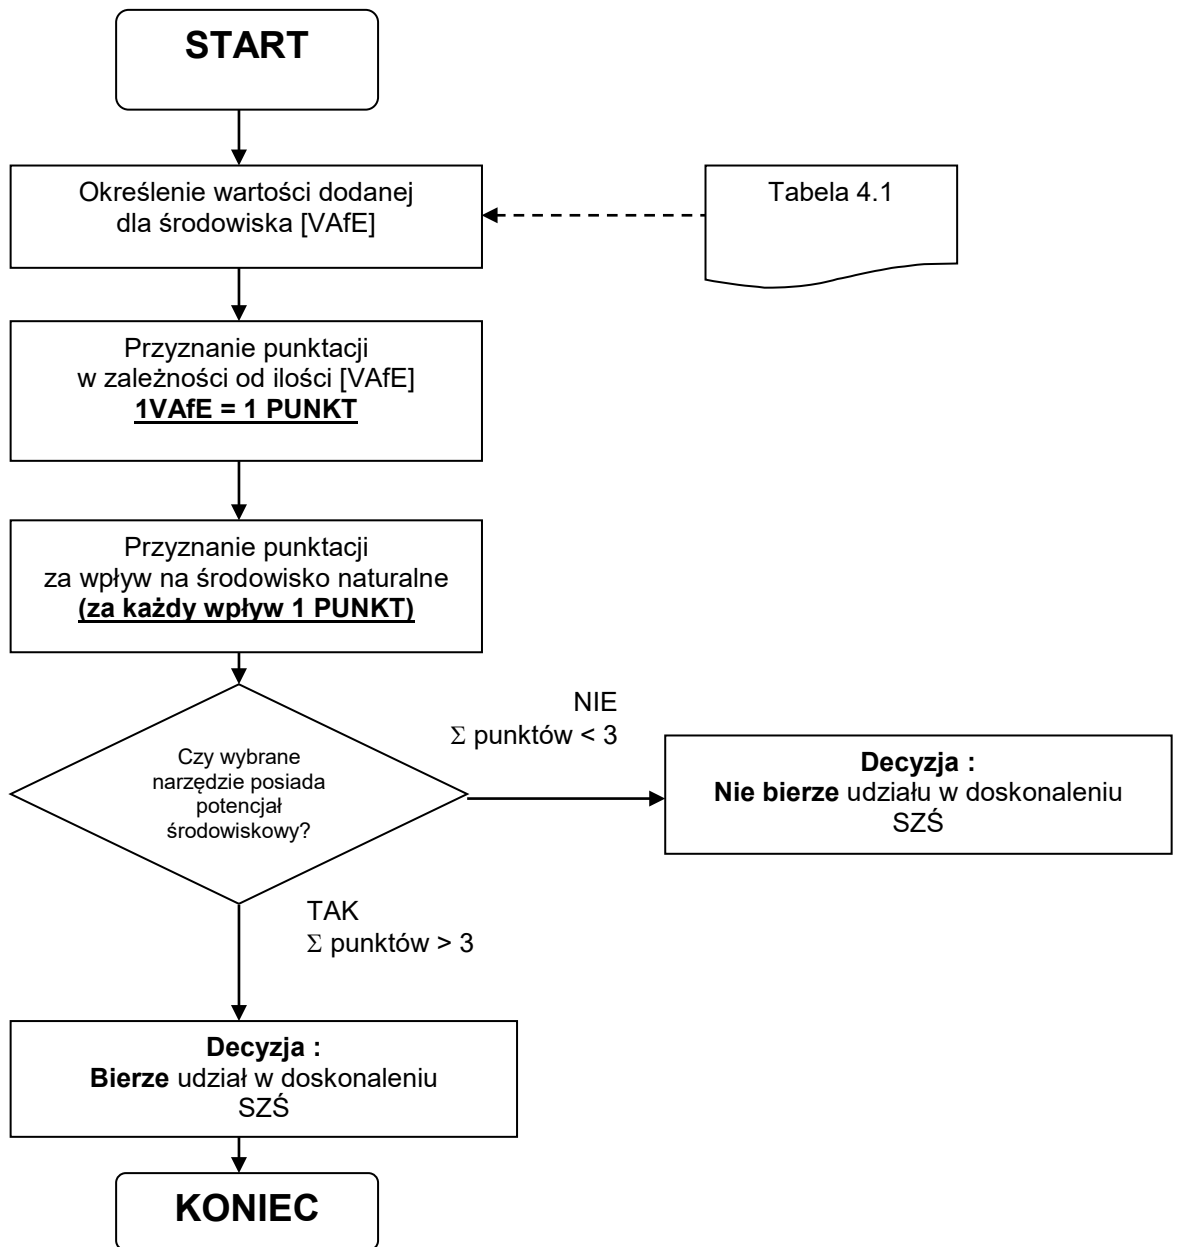 START
Określenie wartości dodanej
dla środowiska [VAfE]
Tabela 4.1
Przyznanie punktacji
w zależności od ilości [VAfE]
1VAfE = 1 PUNKT
Przyznanie punktacji
za wpływ na środowisko naturalne
(za każdy wpływ 1 PUNKT)
Czy wybrane
narzędzie posiada
potencjał
środowiskowy?
NIE
Σ punktów < 3
Decyzja :
Nie bierze udziału w doskonaleniu
SZŚ
TAK
Σ punktów > 3
Decyzja :
Bierze udział w doskonaleniu
SZŚ
KONIEC